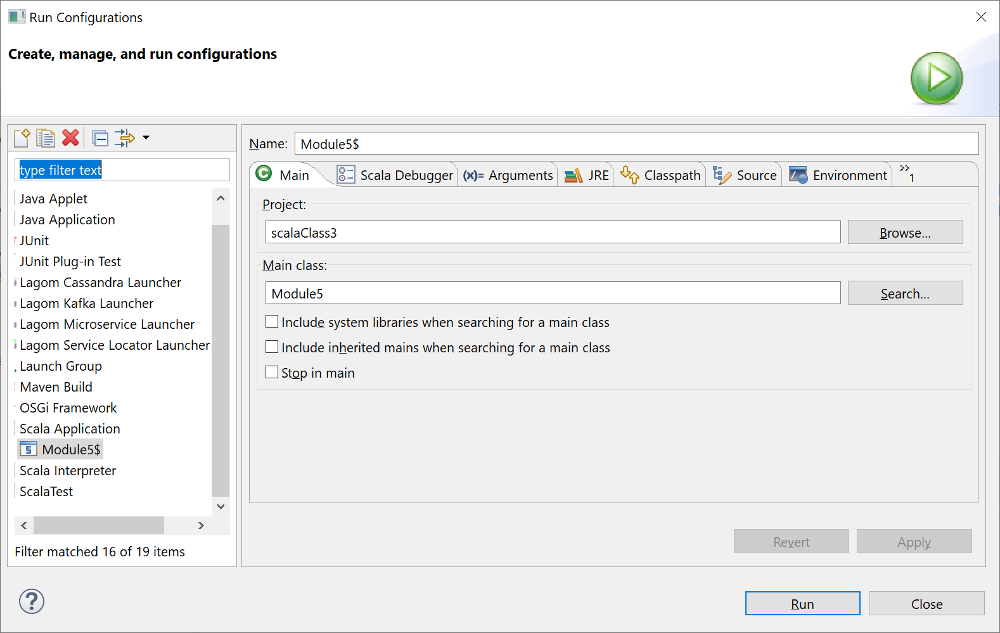 Run Configurations
Create, manage, and run configurations
type filter text
Java Applet
Java Application
JUnit
JUnit Plug-in Test
Lagom Cassandra Launcher
Lagom Kafka Launcher
Lagom Microservice Launcher
Lagom Service Locator Launcher
Launch Group
Maven Build
OSGi Framework
Scala Application
Module5$
Scala Interpreter
ScalaTest
Filter matched 16 of 19 items
Name: Module5$
Main Scala Debugger (x)= Arguments JRE Classpath Source Environment »1
Project:
scalaClass3 Browse...
Main class:
Module5 Search...
Include system libraries when searching for a main class
Include inherited mains when searching for a main class
Stop in main
Revert Apply
Run Close